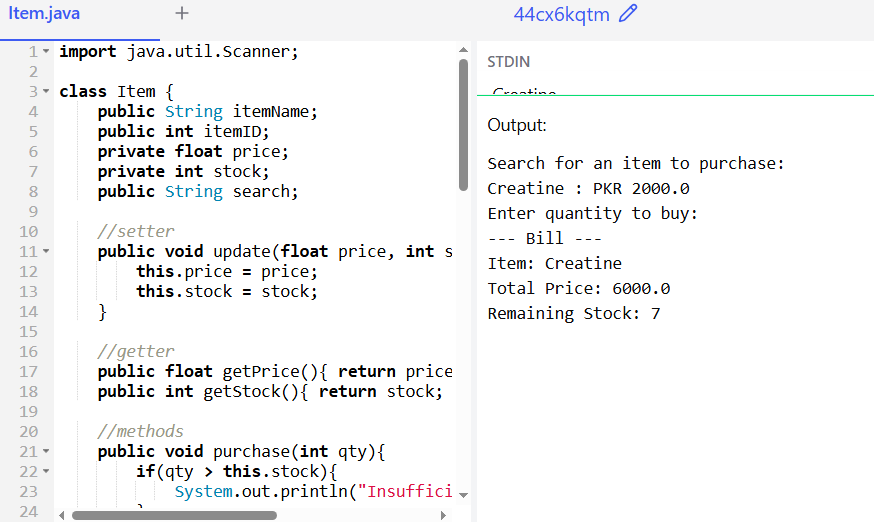 Item.java +
44cx6kqtm
1 import java.util.Scanner;
2
3 class Item {
4 public String itemName;
5 public int itemID;
6 private float price;
7 private int stock;
8 public String search;
9
10 //setter
11 public void update(float price, int s
12 this.price = price;
13 this.stock = stock;
14 }
15
16 //getter
17 public float getPrice(){ return price
18 public int getStock(){ return stock;
19
20 //methods
21 public void purchase(int qty){
22 if(qty > this.stock){
23 System.out.println("Insuffici
24
STDIN
Creatine
Output:
Search for an item to purchase:
Creatine : PKR 2000.0
Enter quantity to buy:
--- Bill ---
Item: Creatine
Total Price: 6000.0
Remaining Stock: 7